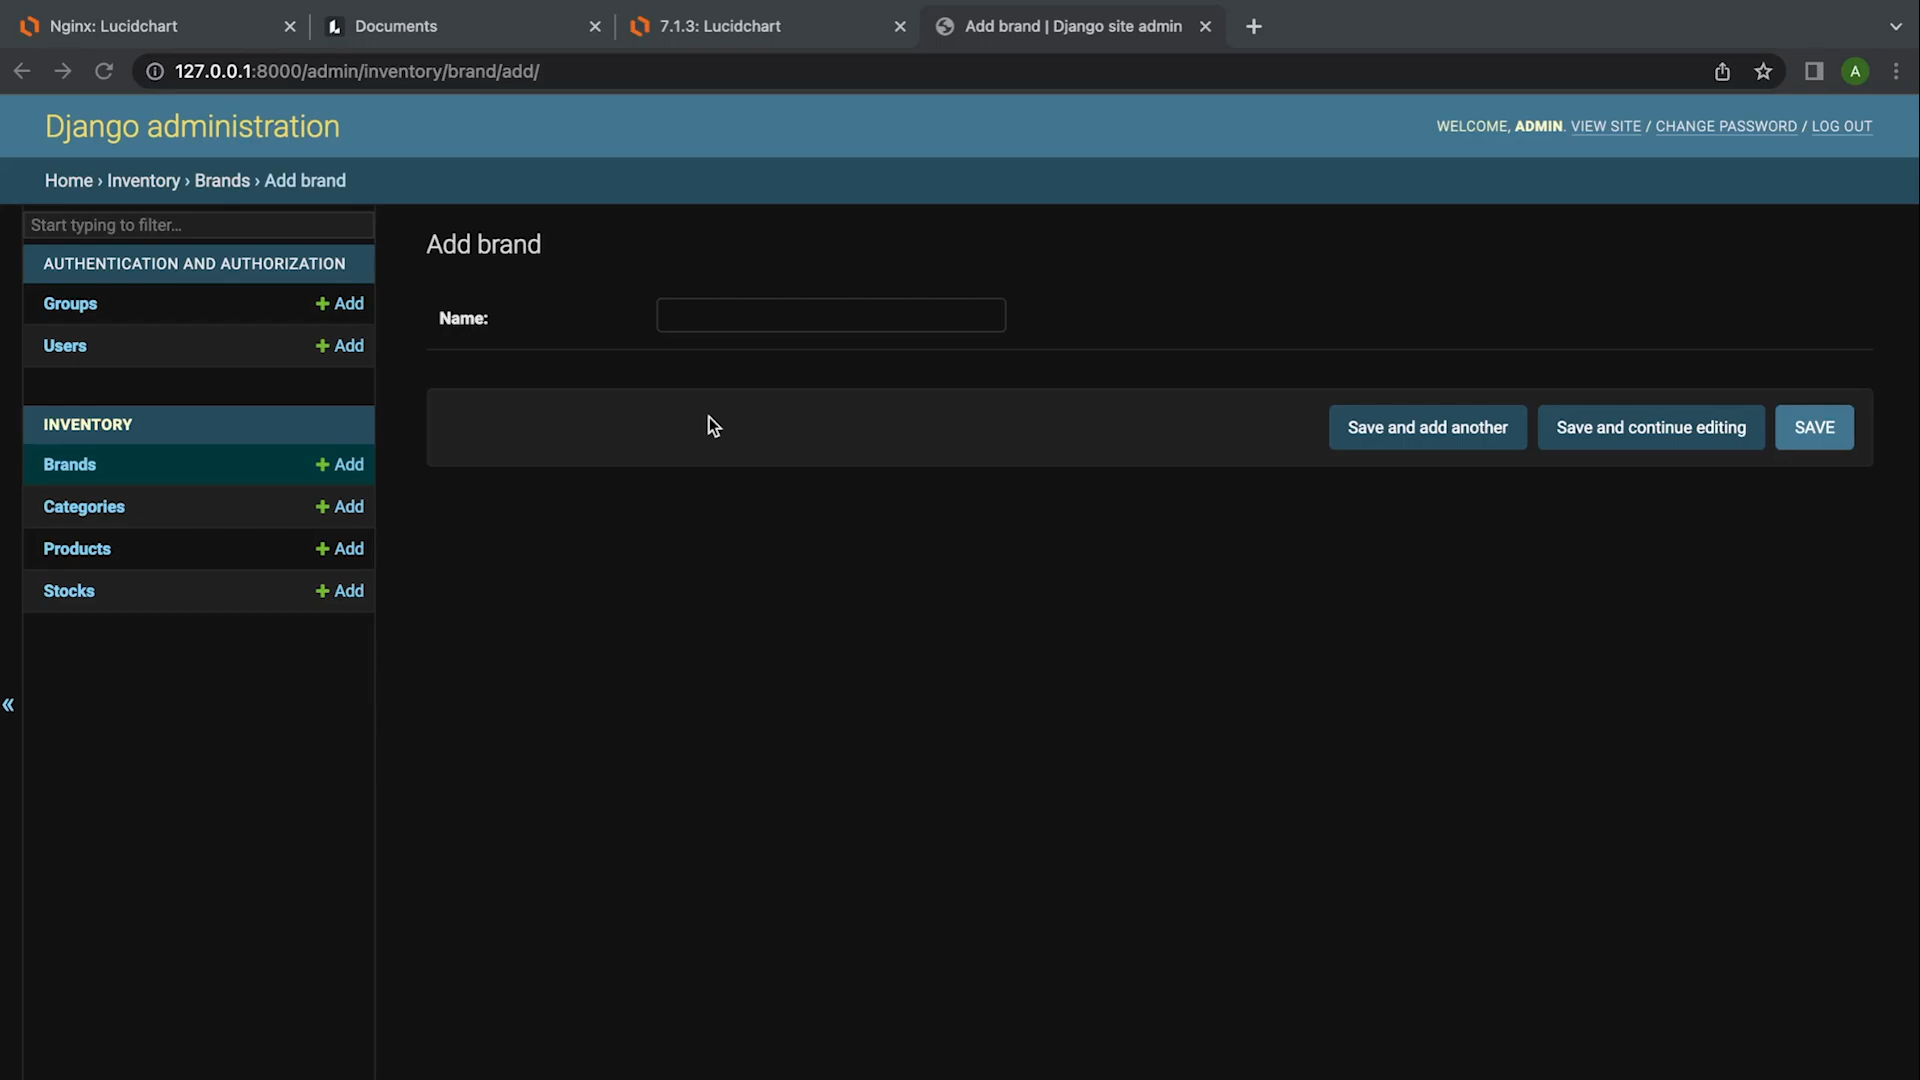 Nginx: Lucidchart
Documents
7.1.3: Lucidchart
Add brand | Django site admin
127.0.0.1:8000/admin/inventory/brand/add/
A
Django administration
WELCOME, ADMIN. VIEW SITE / CHANGE PASSWORD / LOG OUT
Home › Inventory › Brands › Add brand
Start typing to filter...
AUTHENTICATION AND AUTHORIZATION
Groups + Add
Users + Add
INVENTORY
Brands + Add
Categories + Add
Products + Add
Stocks + Add
«
Add brand
Name:
Save and add another
Save and continue editing
SAVE